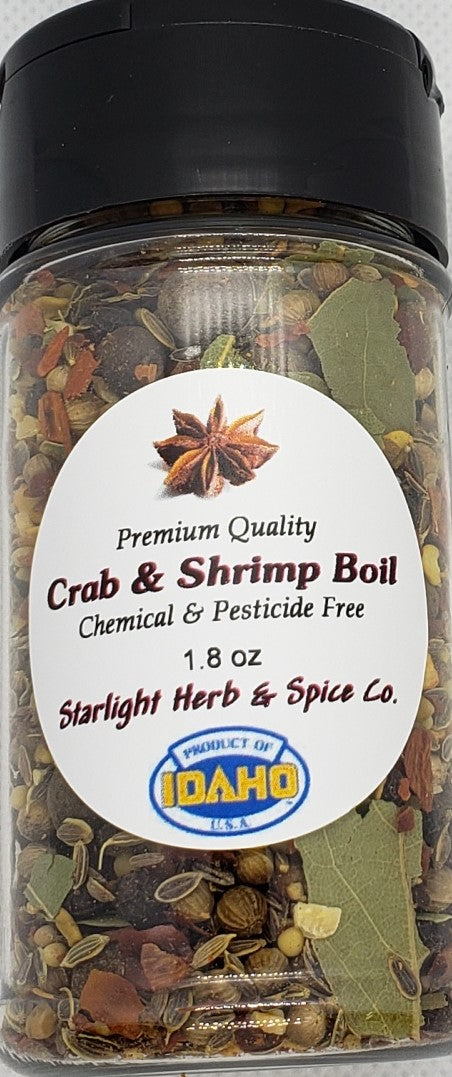 Premium Quality
Crab & Shrimp Boil
Chemical & Pesticide Free
1.8 oz
Starlight Herb & Spice Co.
PRODUCT OF
IDAHO
U.S.A.